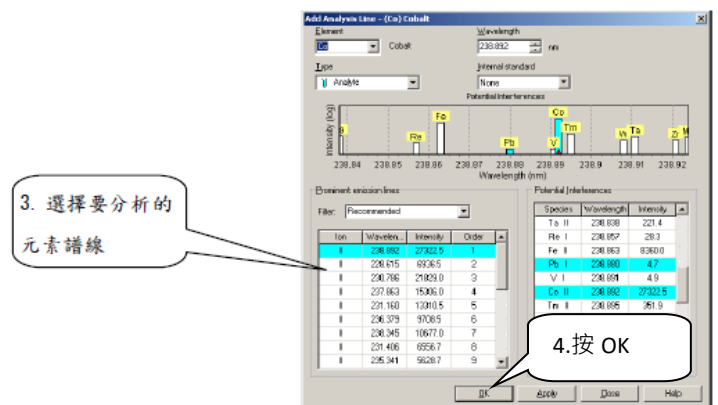 Add Analysis Line - (Co) Cobalt
Element
Wavelength
Co
Cobalt
238.892
nm
Type
Internal standard
Analyte
None
Potential Interferences
Intensity (log)
Fe
Co
Re
Pb
V
Tm
W
Ta
Zr
238.84 238.85 238.86 238.87 238.88 238.89 238.9 238.91 238.92
Wavelength (nm)
3. 選擇要分析的
元素譜線
Prominent emission lines
Filter: Recommended
Ion Wavelen... Intensity Order
II 238.892 27322.5 1
II 228.615 6936.5 2
II 230.786 21829.0 3
II 237.863 15306.0 4
II 231.160 13310.5 5
II 236.379 9708.5 6
II 238.345 10677.0 7
II 231.406 6556.7 8
II 235.341 5628.7 9
Potential Interferences
Species Wavelength Intensity
Ta II 238.838 221.4
Re I 238.857 28.3
Fe II 238.863 8360.0
Pb I 238.880 4.7
V I 238.891 4.9
Co II 238.892 27322.5
Tm II 238.895 351.9
4.按 OK
OK
Apply
Close
Help